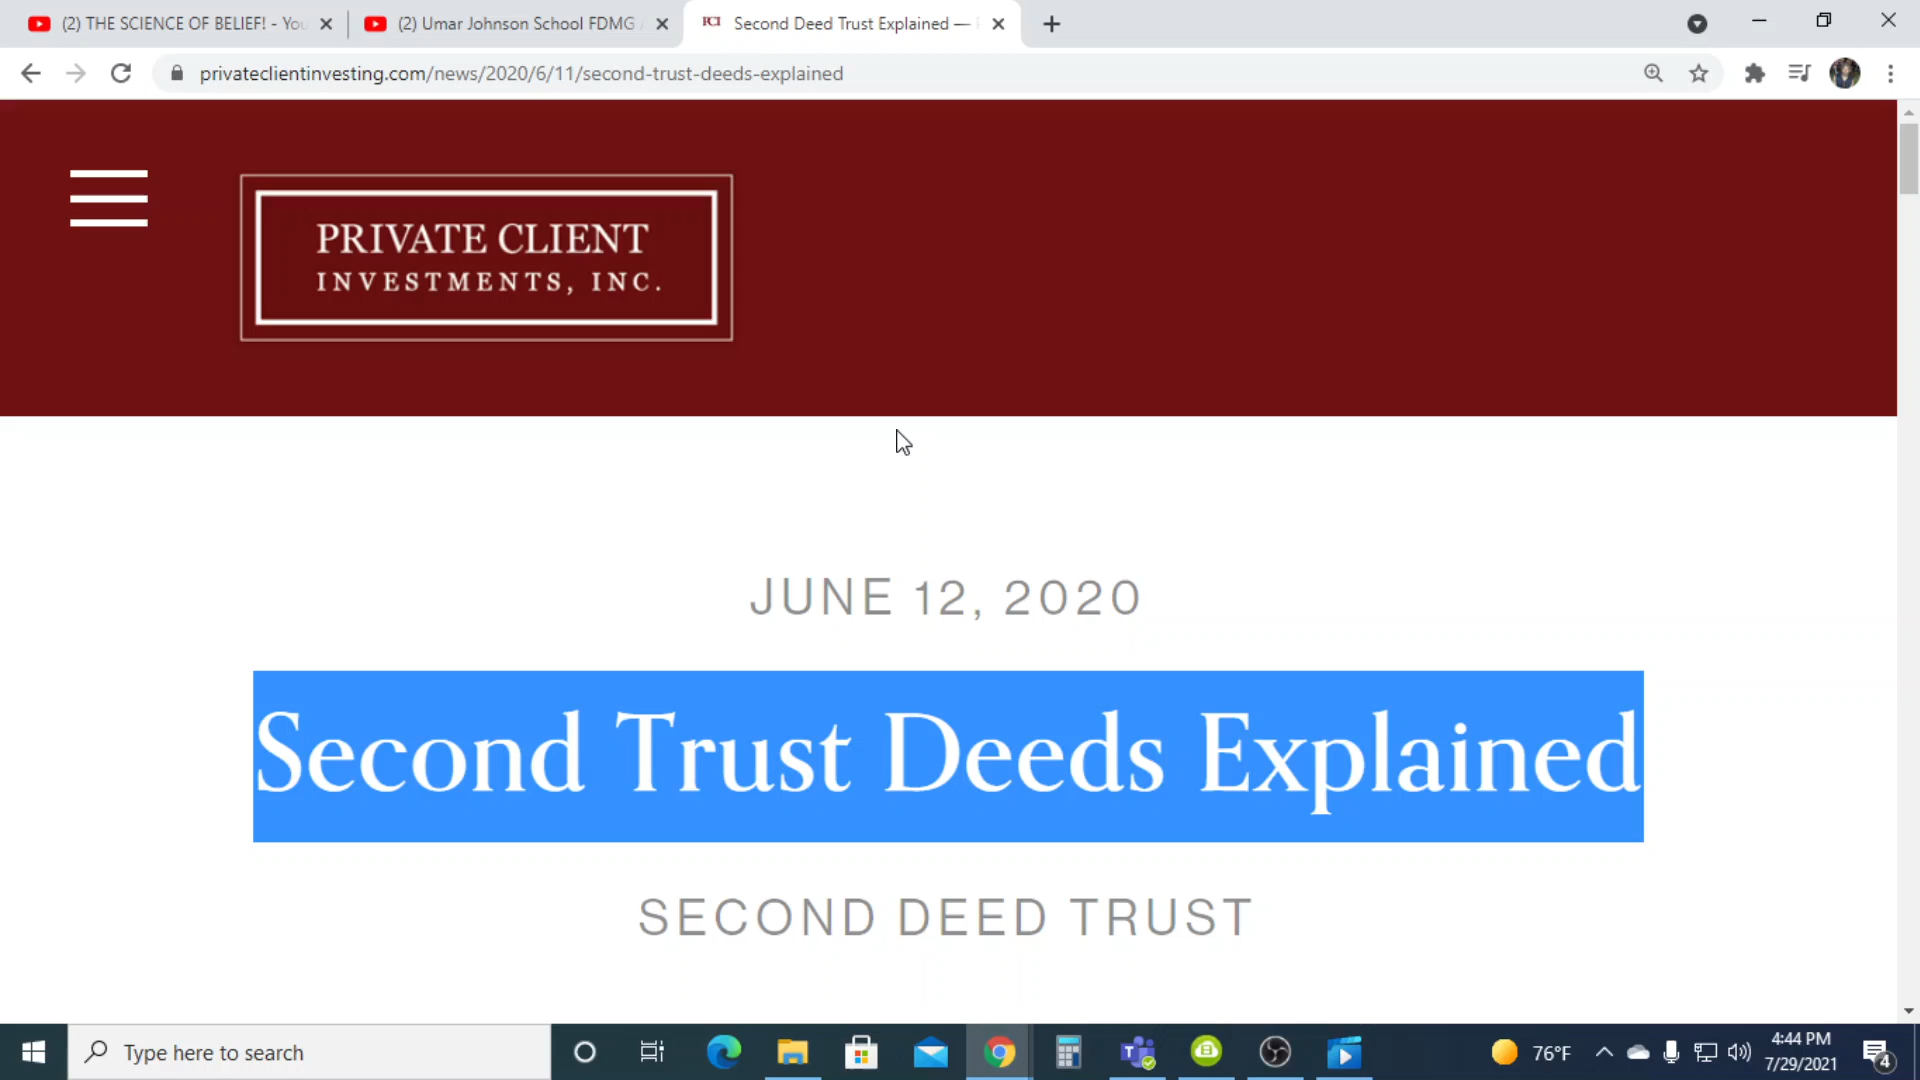 (2) THE SCIENCE OF BELIEF! - You
(2) Umar Johnson School FDMG
PCI Second Deed Trust Explained —
privateclientinvesting.com/news/2020/6/11/second-trust-deeds-explained
PRIVATE CLIENT
INVESTMENTS, INC.
JUNE 12, 2020
Second Trust Deeds Explained
SECOND DEED TRUST
Type here to search
76°F
4:44 PM
7/29/2021
4